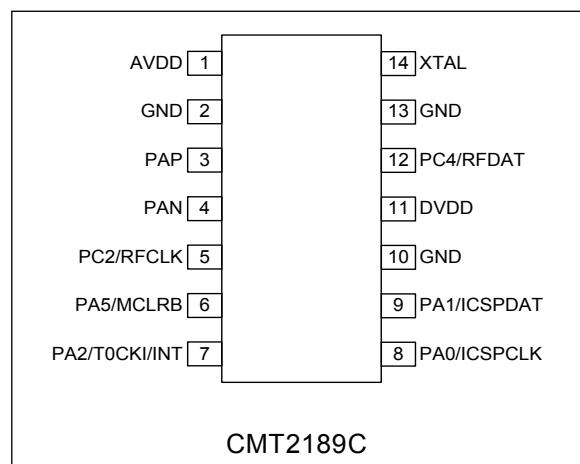 AVDD 1 14 XTAL
GND 2 13 GND
PAP 3 12 PC4/RFDAT
PAN 4 11 DVDD
PC2/RFCLK 5 10 GND
PA5/MCLRB 6 9 PA1/ICSPDAT
PA2/T0CKI/INT 7 8 PA0/ICSPCLK
CMT2189C